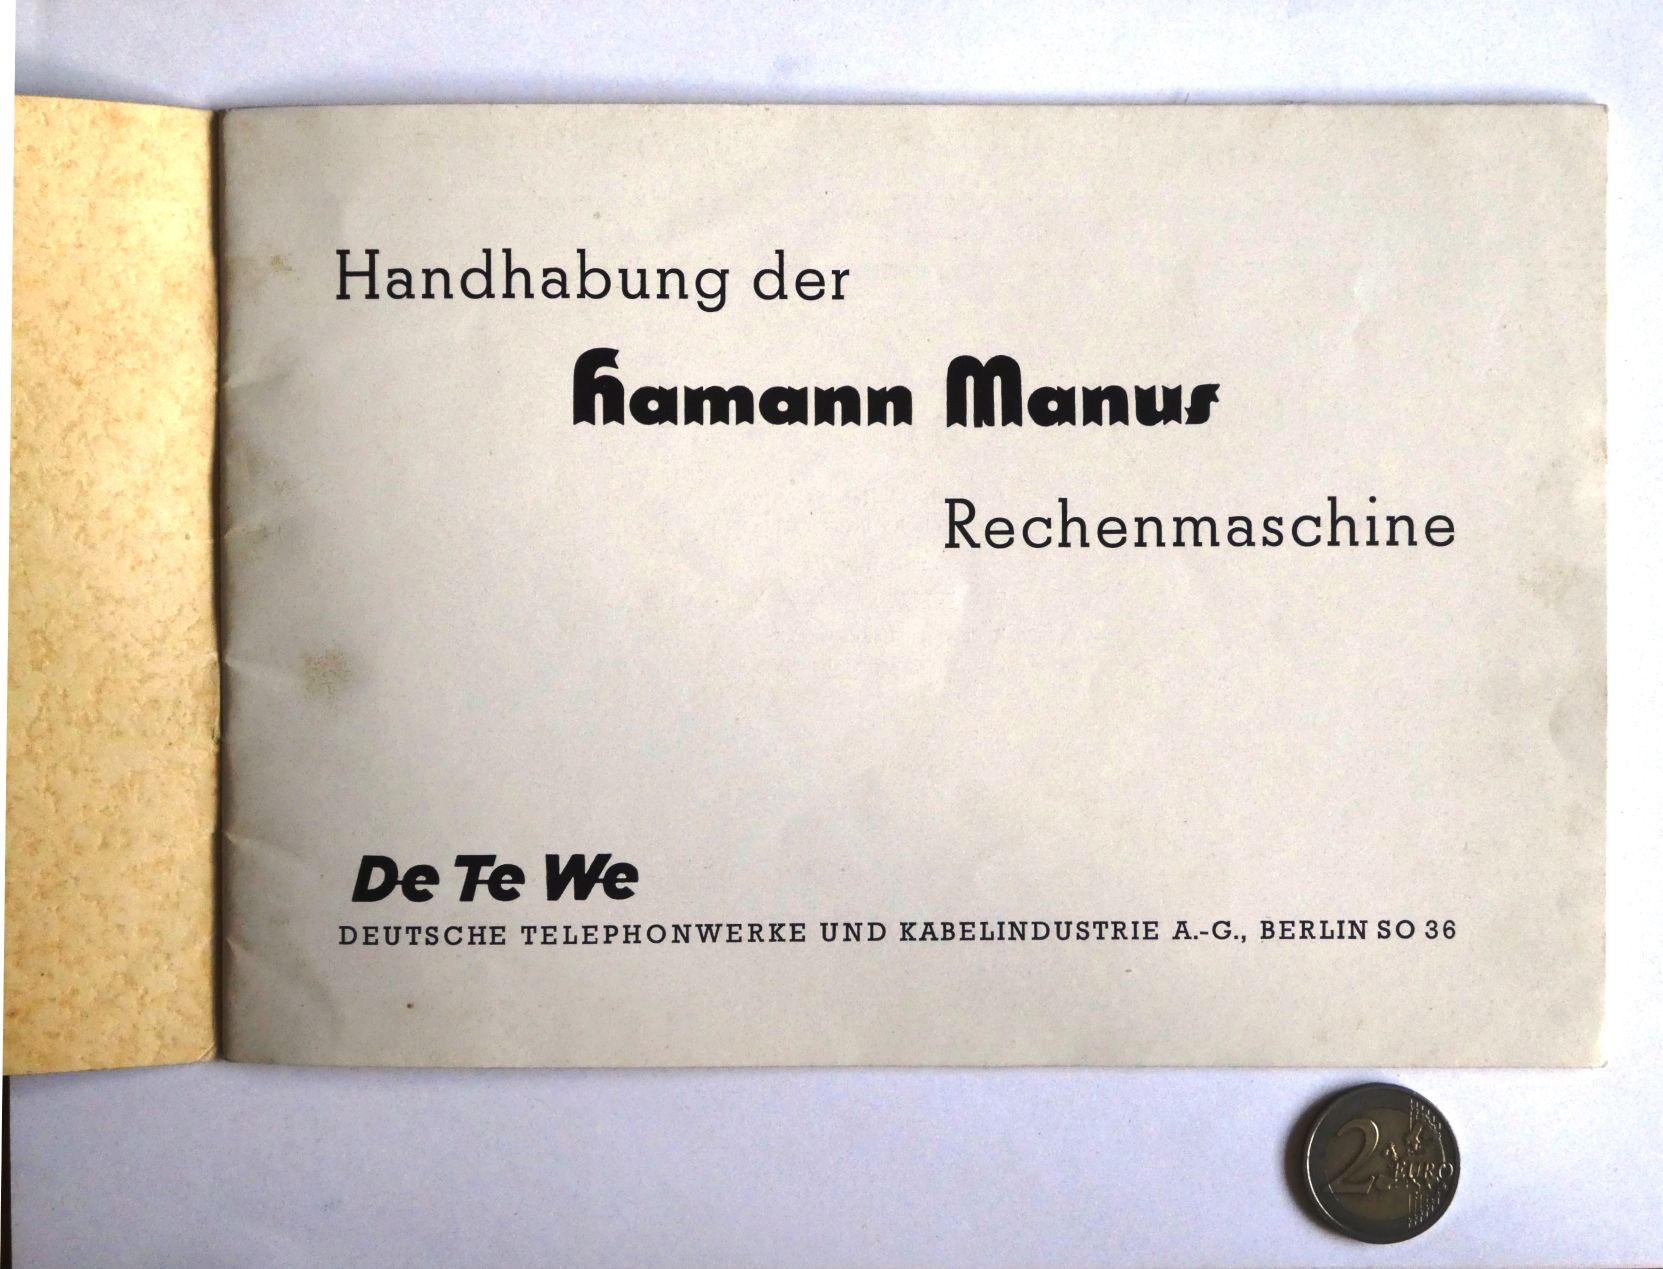 Handhabung der
Hamann Manus
Rechenmaschine
De Te We
DEUTSCHE TELEPHONWERKE UND KABELINDUSTRIE A.-G., BERLIN SO 36
2
EURO